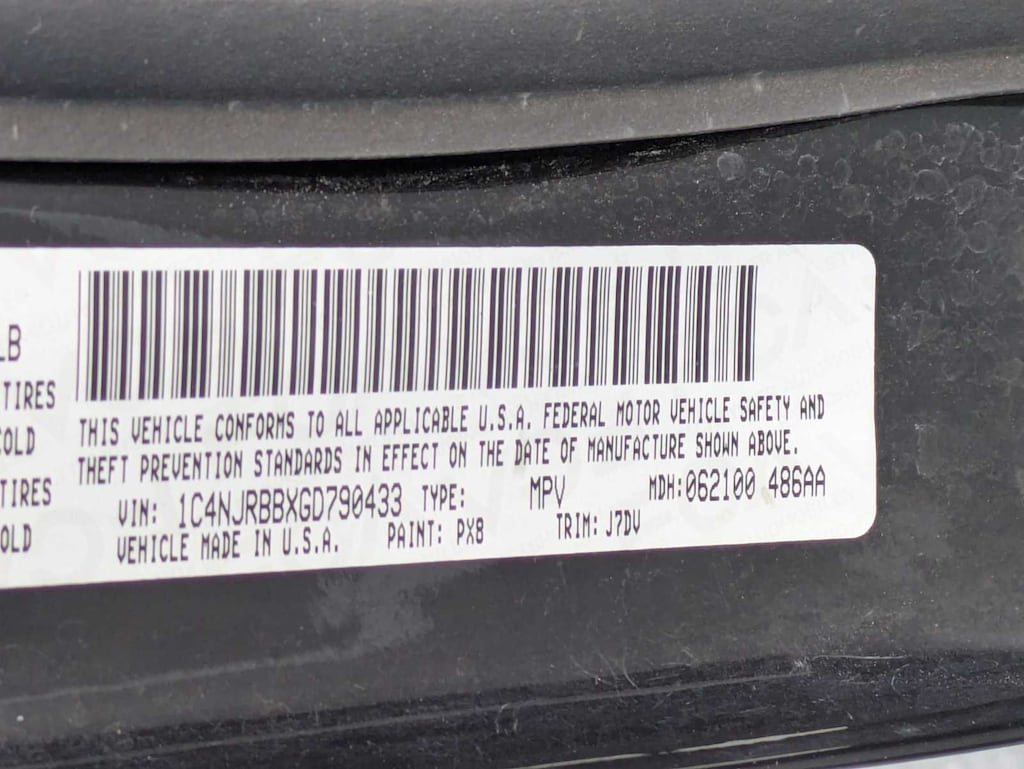 LB
TIRES
COLD
TIRES
OLD
THIS VEHICLE CONFORMS TO ALL APPLICABLE U.S.A. FEDERAL MOTOR VEHICLE SAFETY AND
THEFT PREVENTION STANDARDS IN EFFECT ON THE DATE OF MANUFACTURE SHOWN ABOVE.
VIN: 1C4NJRBBXGD790433 TYPE: MPV MDH:062100 486AA
VEHICLE MADE IN U.S.A. PAINT: PX8 TRIM: J7DV